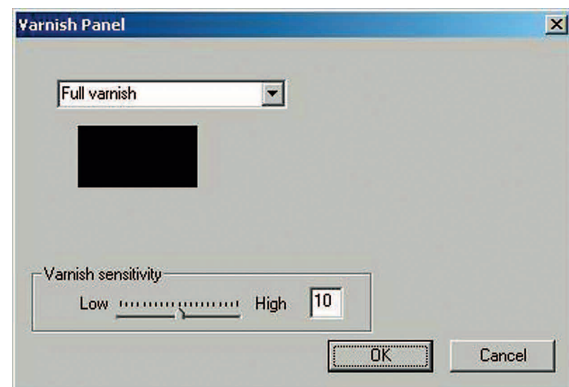 Varnish Panel
Full varnish
Varnish sensitivity
Low High 10
OK Cancel